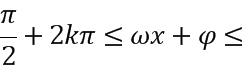 π/2 + 2kπ ≤ ωx + φ ≤